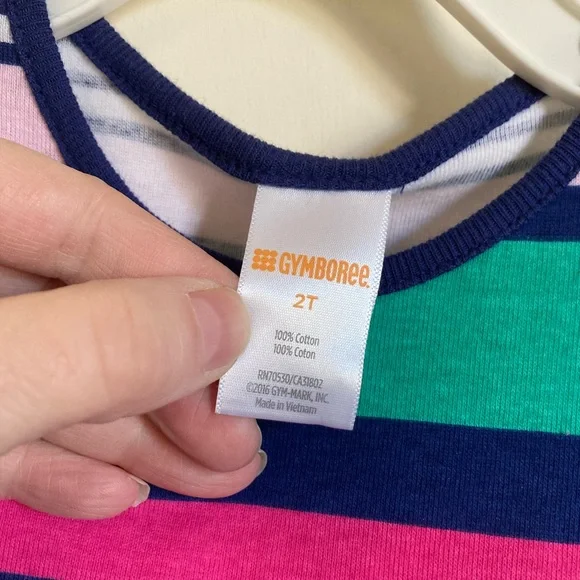 GYMBOREE.
2T
100% Cotton
100% Coton
RN70530/CA31802
©2016 GYM-MARK, INC.
Made in Vietnam